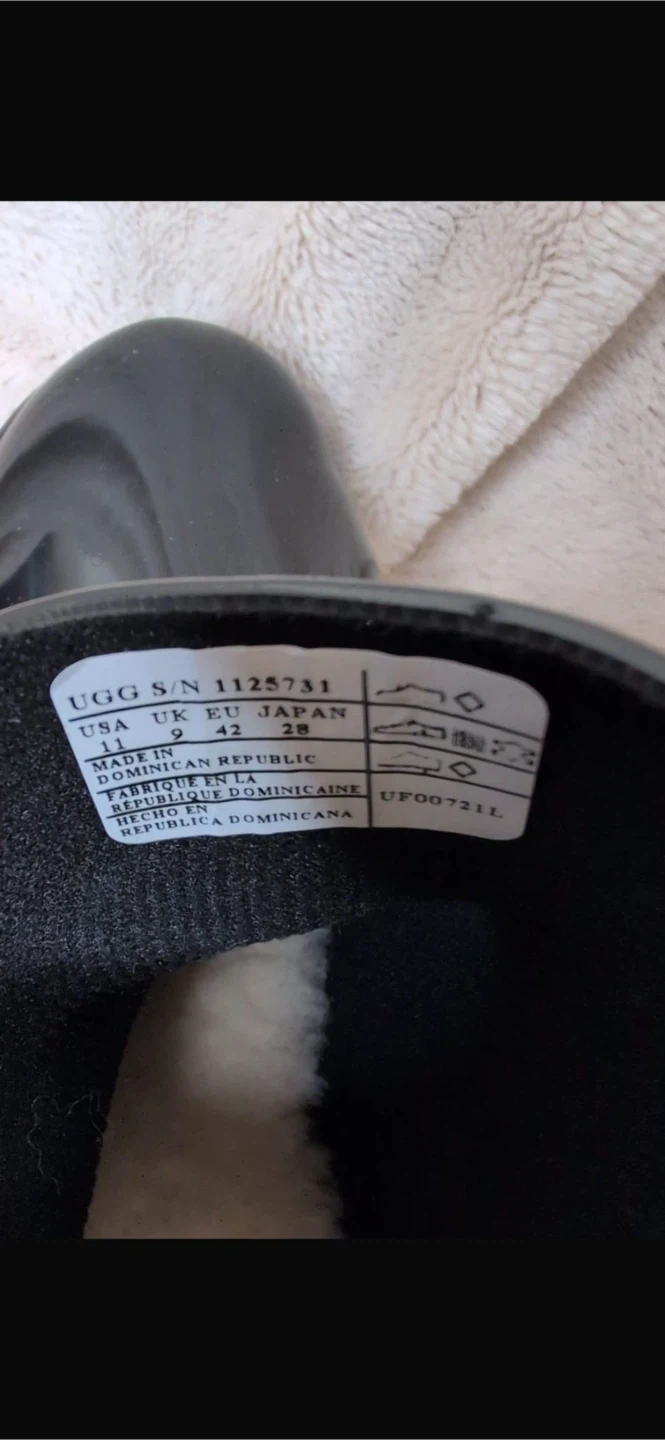 UGG S/N 1125731
USA UK EU JAPAN
11 9 42 28
MADE IN
DOMINICAN REPUBLIC
FABRIQUÉ EN LA
RÉPUBLIQUE DOMINICAINE
HECHO EN
REPUBLICA DOMINICANA
UF00721L